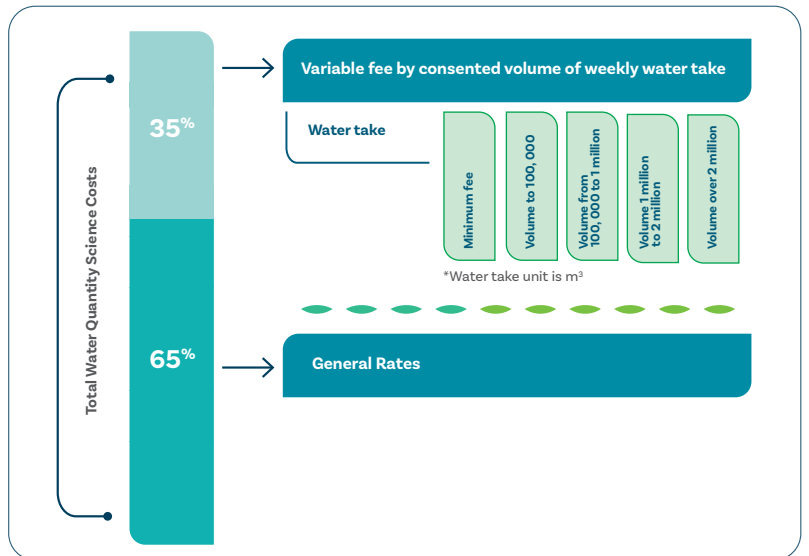 Total Water Quantity Science Costs
35%
65%
Variable fee by consented volume of weekly water take
Water take
Minimum fee
Volume to 100, 000
Volume from
100, 000 to 1 million
Volume 1 million
to 2 million
Volume over 2 million
*Water take unit is m³
General Rates